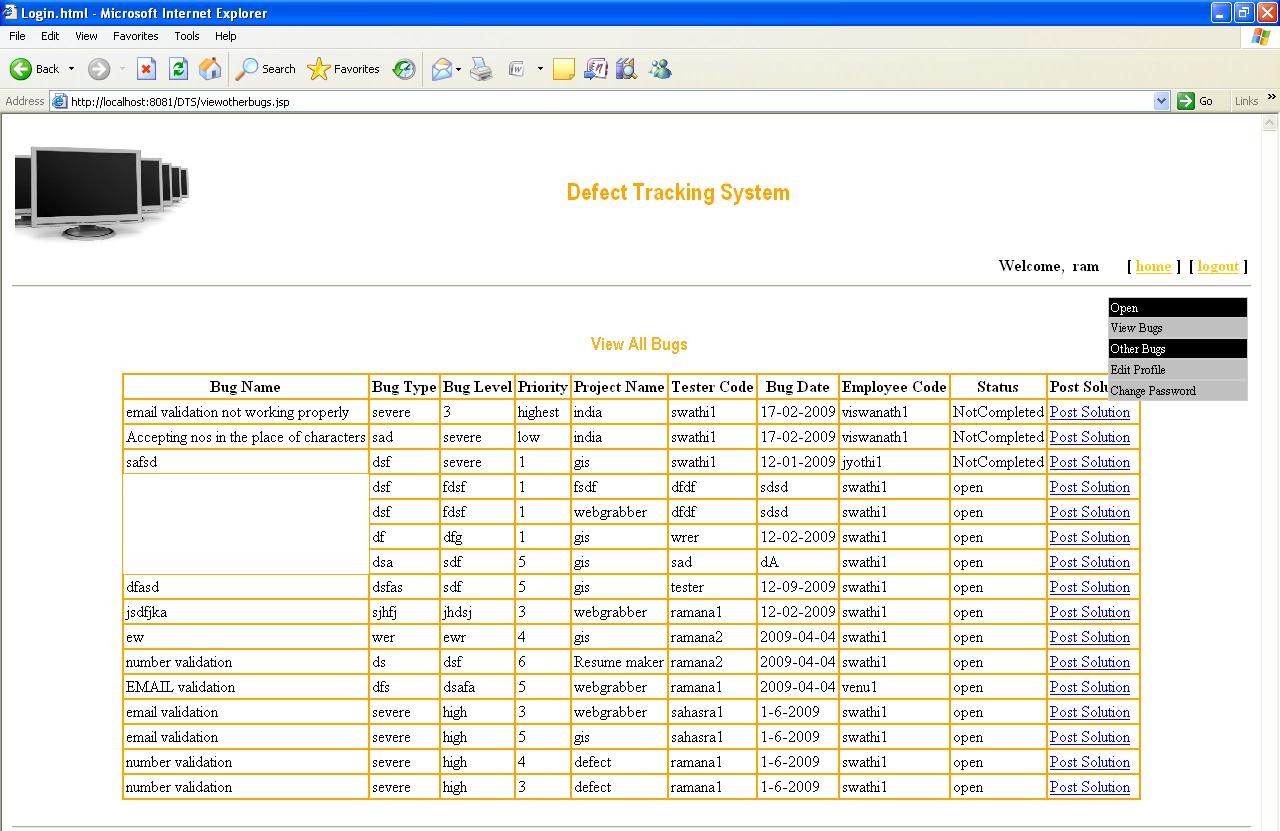 Login.html - Microsoft Internet Explorer
File Edit View Favorites Tools Help
Back Search Favorites
Address http://localhost:8081/DTS/viewotherbugs.jsp Go Links »
Defect Tracking System
Welcome, ram [ home ] [ logout ]
Open
View Bugs
Other Bugs
Edit Profile
Change Password
View All Bugs
Bug Name Bug Type Bug Level Priority Project Name Tester Code Bug Date Employee Code Status Post Solu
email validation not working properly severe 3 highest india swathi1 17-02-2009 viswanath1 NotCompleted Post Solution
Accepting nos in the place of characters sad severe low india swathi1 17-02-2009 viswanath1 NotCompleted Post Solution
safsd dsf severe 1 gis swathi1 12-01-2009 jyothi1 NotCompleted Post Solution
dsf fdsf 1 fsdf dfdf sdsd swathi1 open Post Solution
dsf fdsf 1 webgrabber dfdf sdsd swathi1 open Post Solution
df dfg 1 gis wrer 12-02-2009 swathi1 open Post Solution
dsa sdf 5 gis sad dA swathi1 open Post Solution
dfasd dsfas sdf 5 gis tester 12-09-2009 swathi1 open Post Solution
jsdfjka sjhfj jhdsj 3 webgrabber ramana1 12-02-2009 swathi1 open Post Solution
ew wer ewr 4 gis ramana2 2009-04-04 swathi1 open Post Solution
number validation ds dsf 6 Resume maker ramana2 2009-04-04 swathi1 open Post Solution
EMAIL validation dfs dsafa 5 webgrabber ramana1 2009-04-04 venu1 open Post Solution
email validation severe high 3 webgrabber sahasra1 1-6-2009 swathi1 open Post Solution
email validation severe high 5 gis sahasra1 1-6-2009 swathi1 open Post Solution
number validation severe high 4 defect ramana1 1-6-2009 swathi1 open Post Solution
number validation severe high 3 defect ramana1 1-6-2009 swathi1 open Post Solution